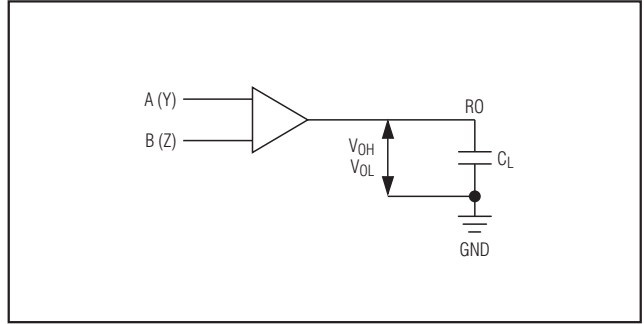 A (Y)
B (Z)
VOH
VOL
RO
CL
GND